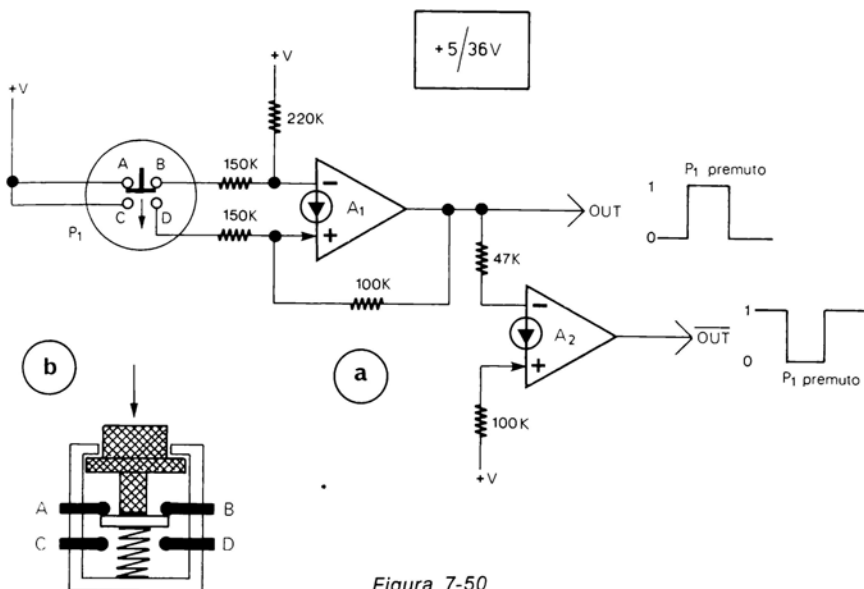 +5/36V
+V
+V
220K
A B
150K
P1 premuto
1
0
C D
P1
150K
A1
OUT
100K
47K
A2
OUT
1
0
P1 premuto
b
a
100K
+V
A B
C D
Figura 7-50